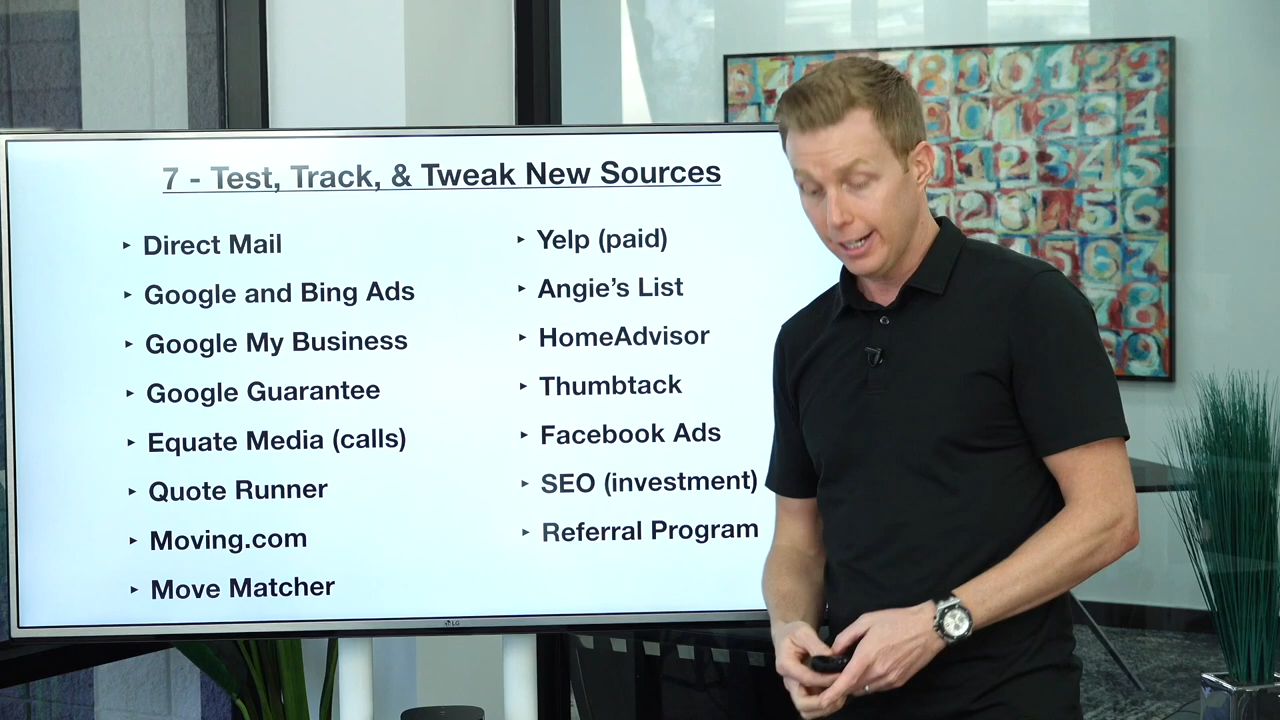 7 - Test, Track, & Tweak New Sources
‣ Direct Mail
‣ Google and Bing Ads
‣ Google My Business
‣ Google Guarantee
‣ Equate Media (calls)
‣ Quote Runner
‣ Moving.com
‣ Move Matcher
‣ Yelp (paid)
‣ Angie’s List
‣ HomeAdvisor
‣ Thumbtack
‣ Facebook Ads
‣ SEO (investment)
‣ Referral Program
LG